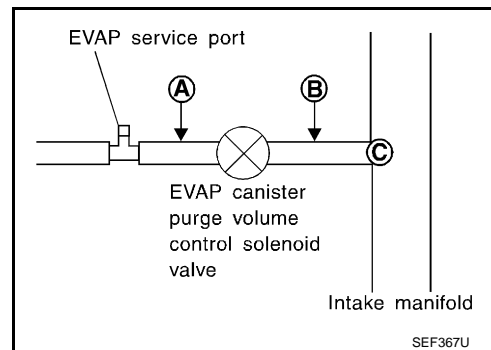 EVAP service port
A
B
C
EVAP canister
purge volume
control solenoid
valve
Intake manifold
SEF367U